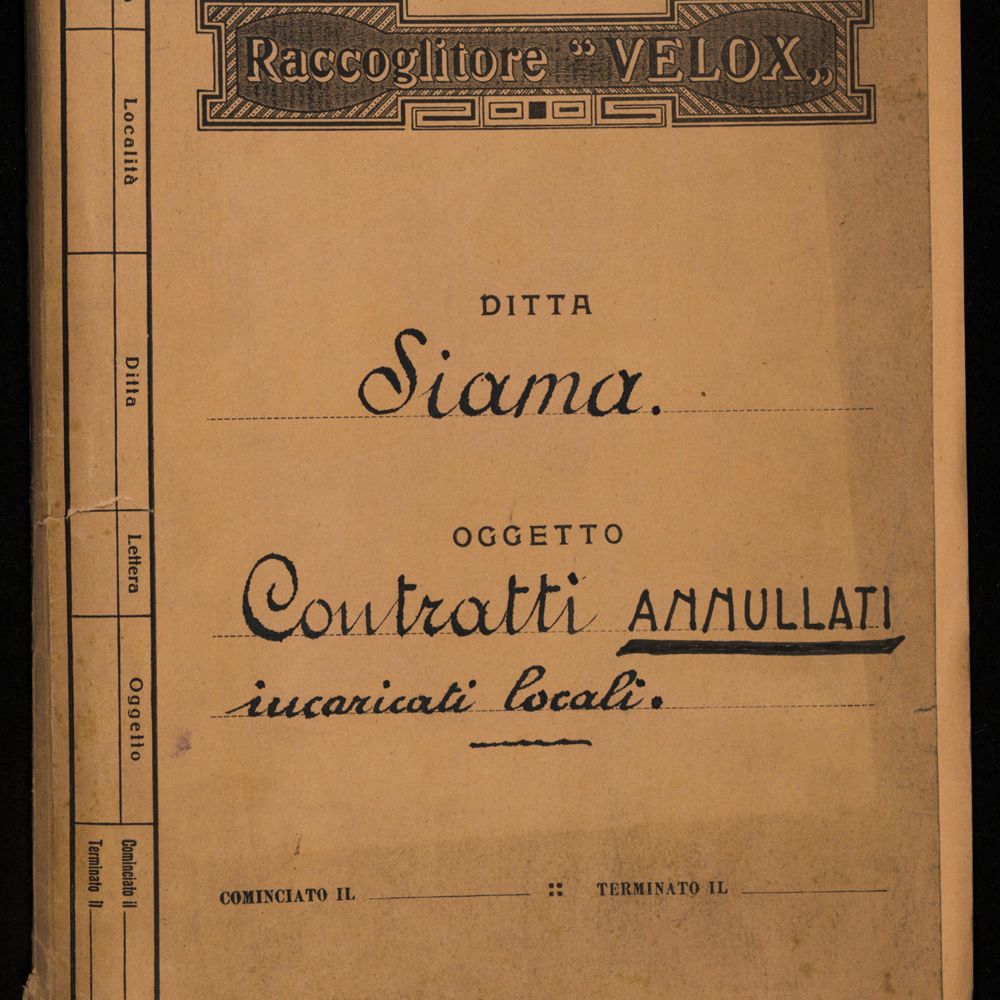 Raccoglitore “VELOX„
DITTA
Siama.
OGGETTO
Contratti ANNULLATI
incaricati locali.
COMINCIATO IL :: TERMINATO IL
Località
Ditta
Lettera
Oggetto
Cominciato il
Terminato il